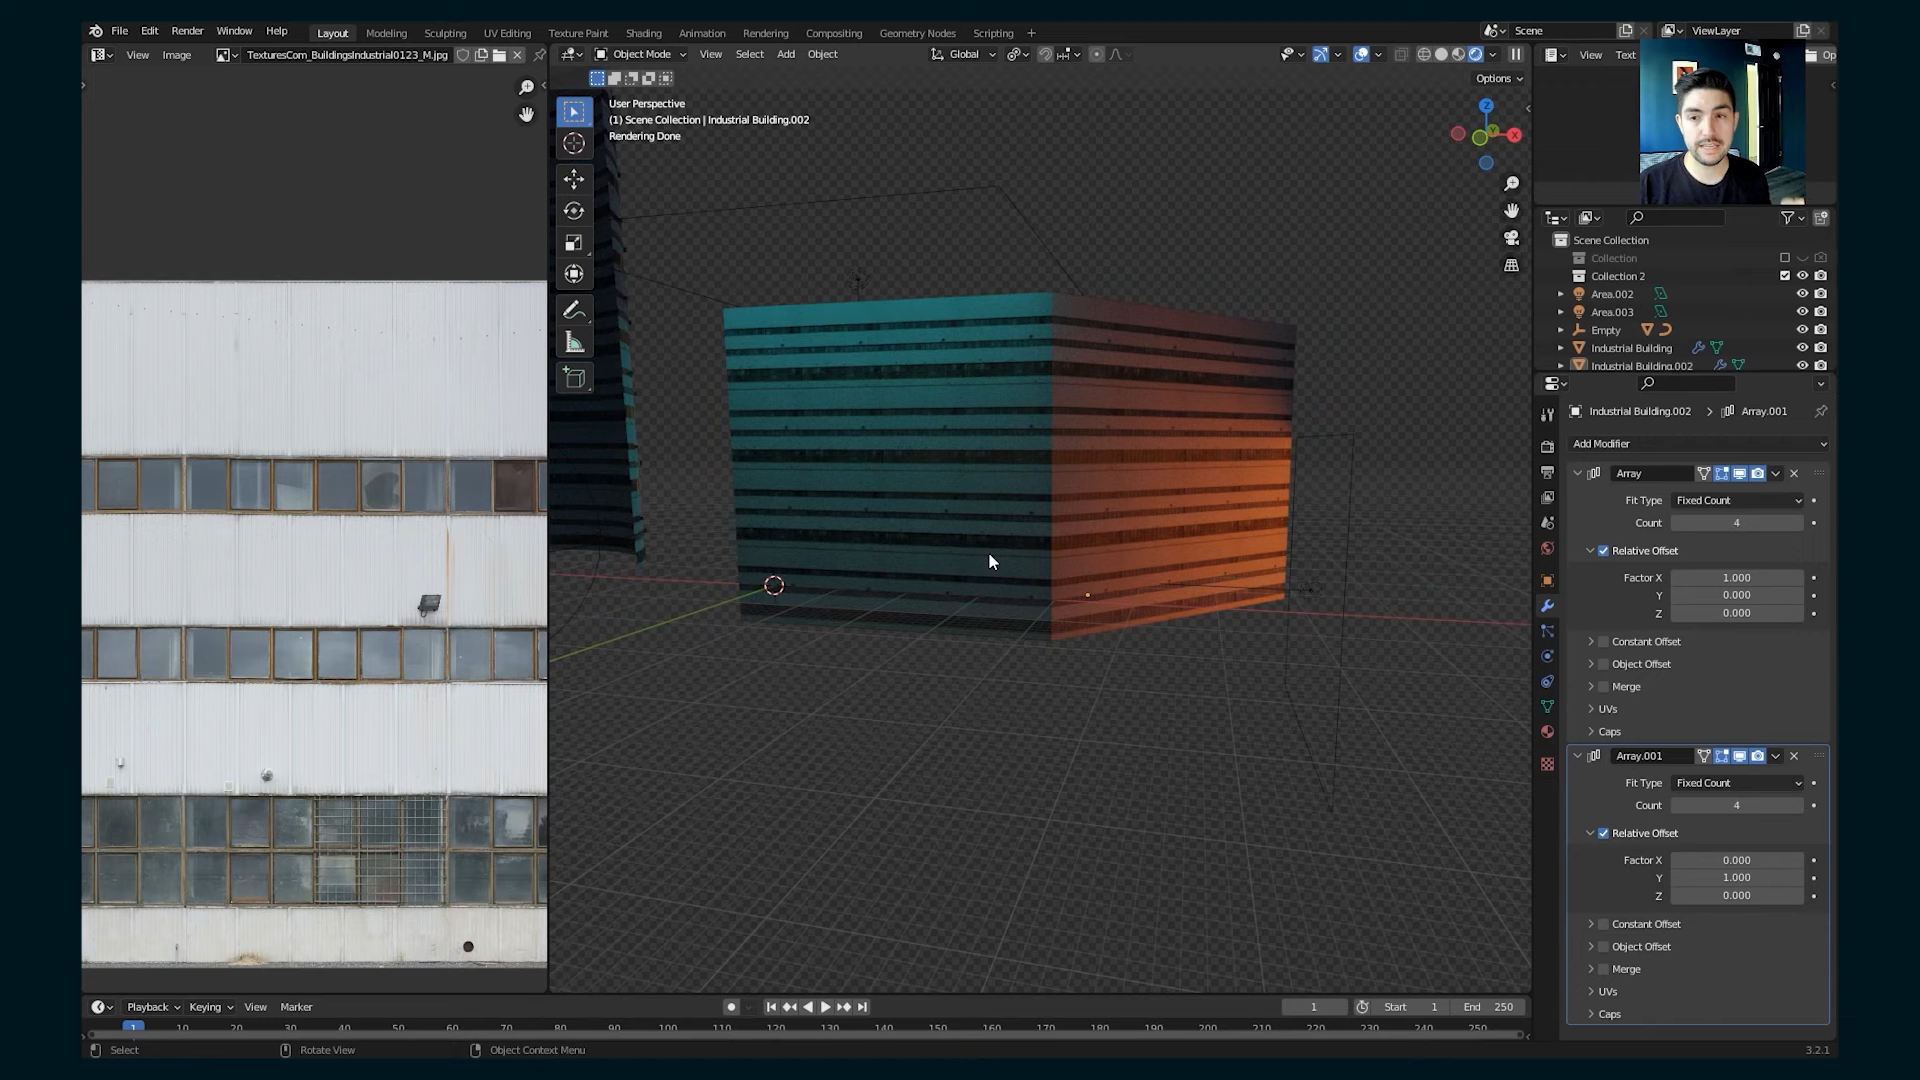 File Edit Render Window Help Layout Modeling Sculpting UV Editing Texture Paint Shading Animation Rendering Compositing Geometry Nodes Scripting + Scene ViewLayer
View Image TexturesCom_BuildingsIndustrial0123_M.jpg Object Mode View Select Add Object Global View Text Op
Options
User Perspective
(1) Scene Collection | Industrial Building.002
Rendering Done
Z
Y
X
Scene Collection
Collection
Collection 2
Area.002
Area.003
Empty
Industrial Building
Industrial Building.002
Industrial Building.002 > Array.001
Add Modifier
Array
Fit Type Fixed Count
Count 4
Relative Offset
Factor X 1.000
Y 0.000
Z 0.000
Constant Offset
Object Offset
Merge
UVs
Caps
Array.001
Fit Type Fixed Count
Count 4
Relative Offset
Factor X 0.000
Y 1.000
Z 0.000
Constant Offset
Object Offset
Merge
UVs
Caps
Playback Keying View Marker 1 Start 1 End 250
1 10 20 30 40 50 60 70 80 90 100 110 120 130 140 150 160 170 180 190 200 210 220 230 240 250
Select Rotate View Object Context Menu 3.2.1